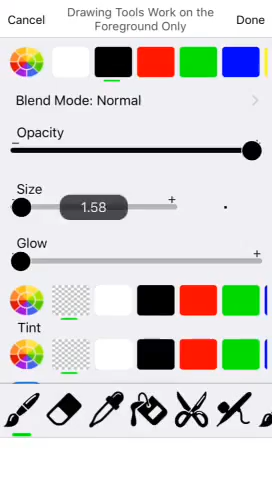 Cancel
Drawing Tools Work on the
Foreground Only
Done
Blend Mode: Normal
Opacity
Size
1.58
Glow
Tint